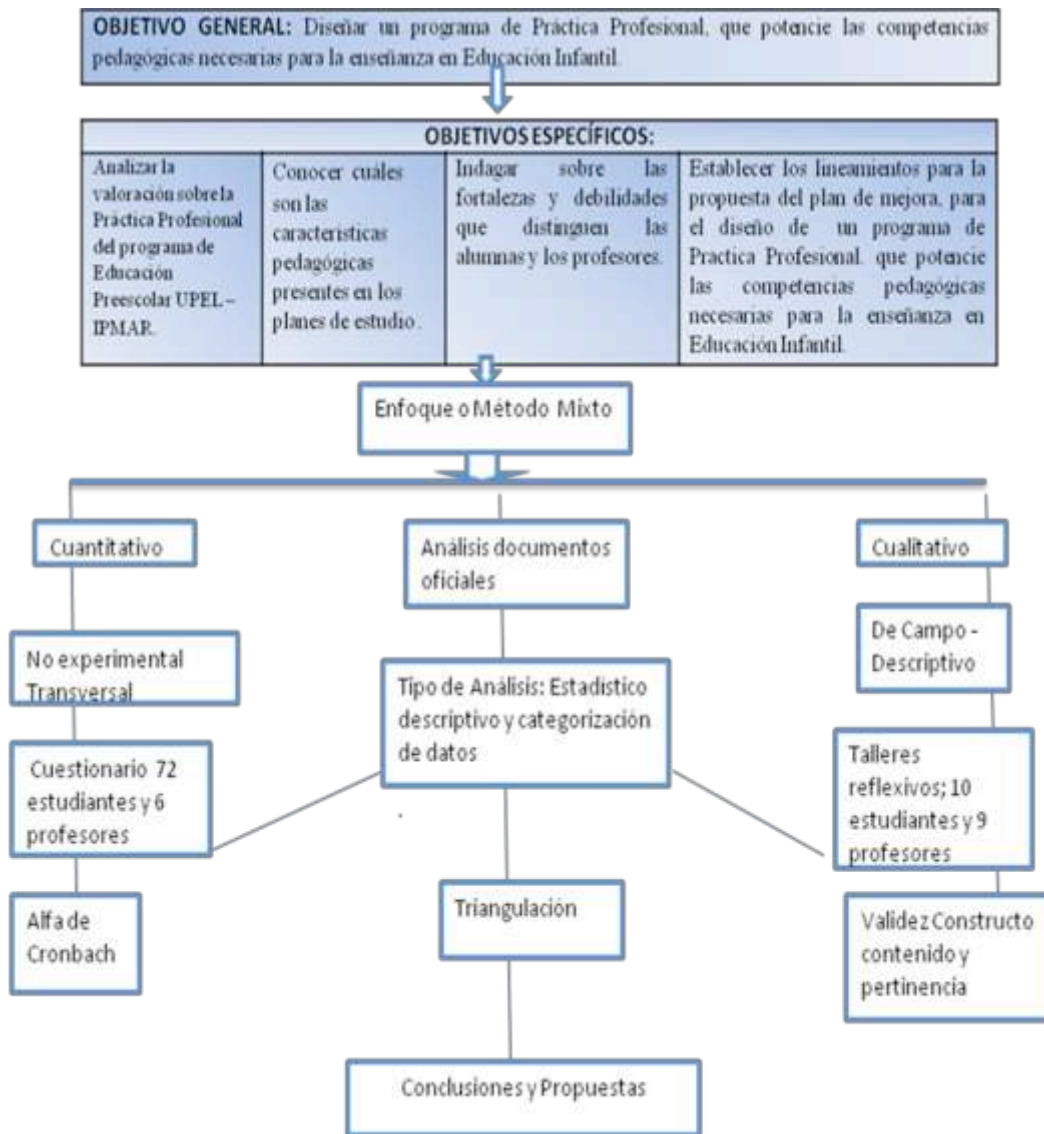 OBJETIVO GENERAL: Diseñar un programa de Práctica Profesional, que potencie las competencias
pedagógicas necesarias para la enseñanza en Educación Infantil.
OBJETIVOS ESPECÍFICOS:
Analizar la
valoración sobre la
Práctica Profesional
del programa de
Educación
Preescolar UPEL –
IPMAR.
Conocer cuáles
son las
características
pedagógicas
presentes en los
planes de estudio.
Indagar sobre las
fortalezas y debilidades
que distinguen las
alumnas y los profesores.
Establecer los lineamientos para la
propuesta del plan de mejora, para
el diseño de un programa de
Practica Profesional. que potencie
las competencias pedagógicas
necesarias para la enseñanza en
Educación Infantil.
Enfoque o Método Mixto
Cuantitativo
Análisis documentos
oficiales
Cualitativo
No experimental
Transversal
Tipo de Análisis: Estadístico
descriptivo y categorización
de datos
De Campo -
Descriptivo
Cuestionario 72
estudiantes y 6
profesores
Talleres
reflexivos; 10
estudiantes y 9
profesores
Alfa de
Cronbach
Triangulación
Validez Constructo
contenido y
pertinencia
Conclusiones y Propuestas